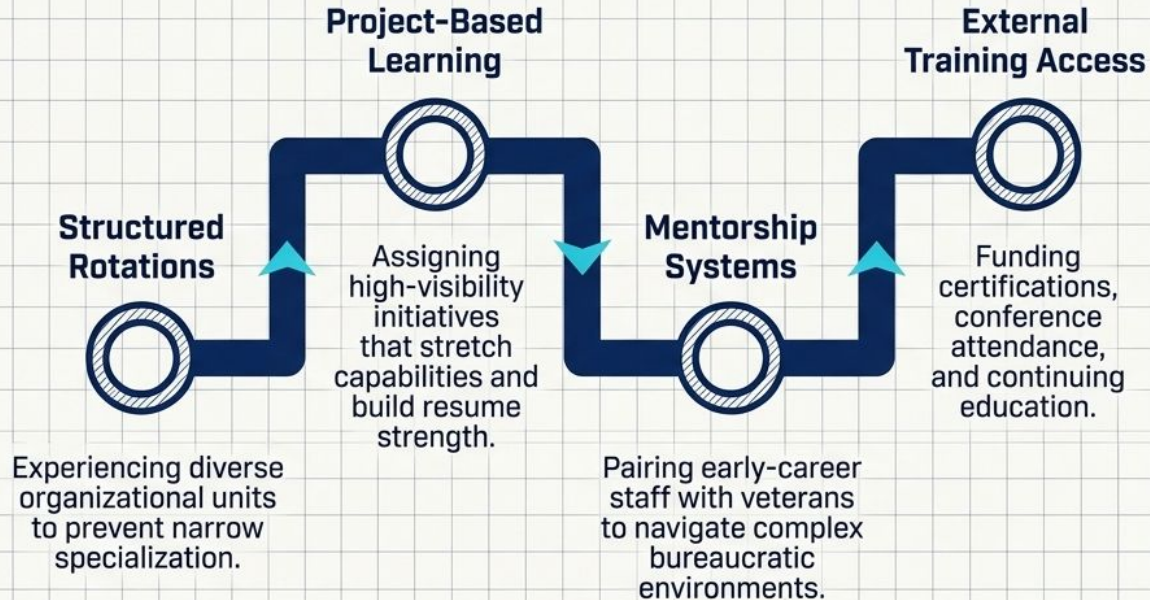 Structured
Rotations
Experiencing diverse
organizational units
to prevent narrow
specialization.
Project-Based
Learning
Assigning
high-visibility
initiatives
that stretch
capabilities and
build resume
strength.
Mentorship
Systems
Pairing early-career
staff with veterans
to navigate complex
bureaucratic
environments.
External
Training Access
Funding
certifications,
conference
attendance,
and continuing
education.